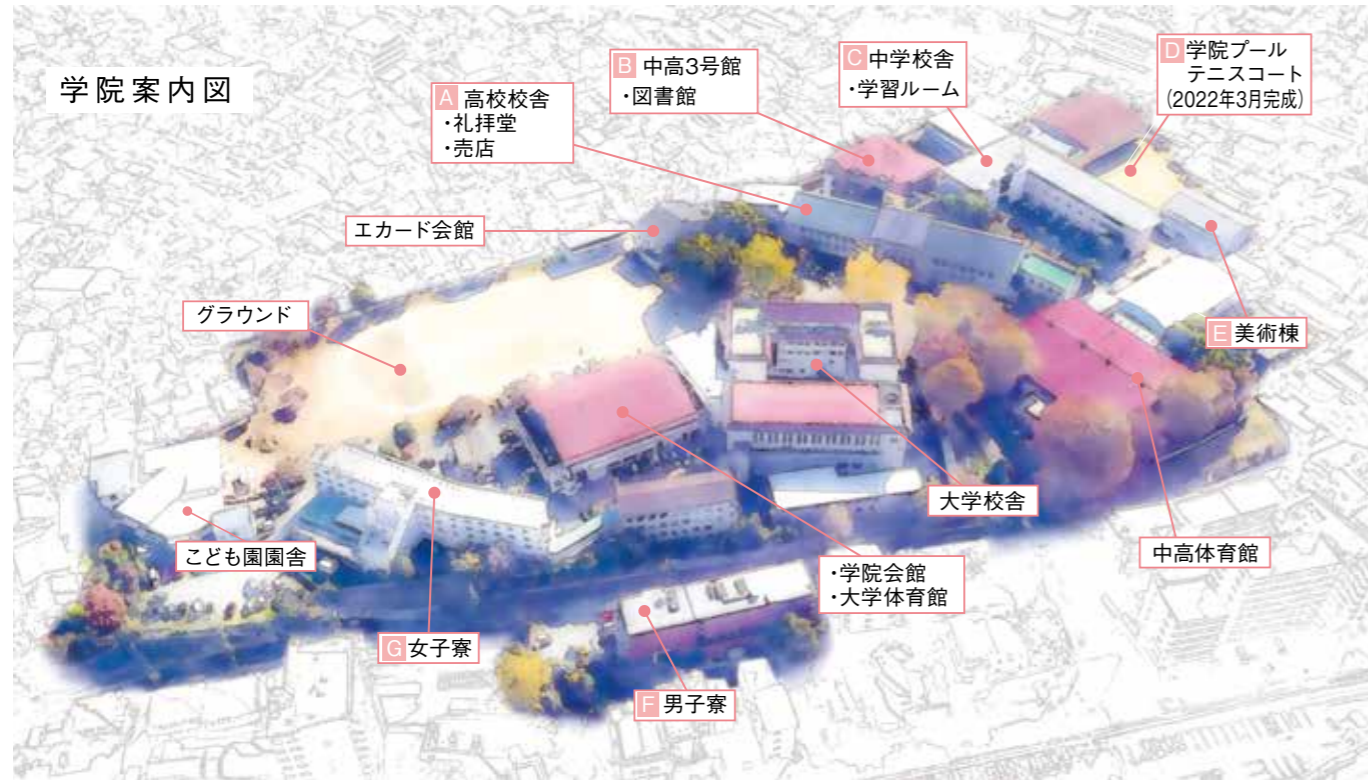 学院案内図
A 高校校舎
・礼拝堂
・売店
B 中高3号館
・図書館
C 中学校舎
・学習ルーム
D 学院プール
テニスコート
(2022年3月完成)
エカード会館
グラウンド
E 美術棟
大学校舎
中高体育館
こども園園舎
・学院会館
・大学体育館
G 女子寮
F 男子寮